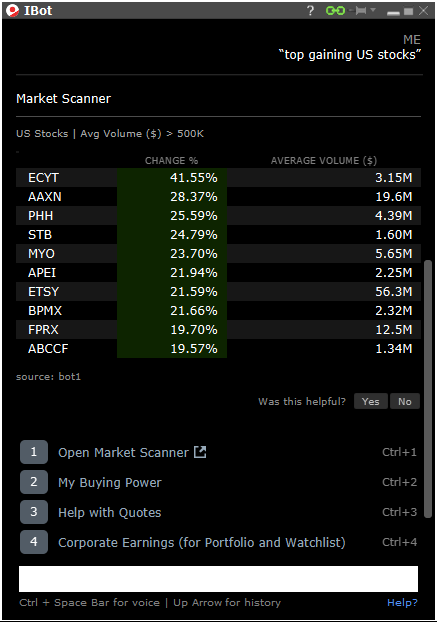 IBot ?
ME
“top gaining US stocks”
Market Scanner
US Stocks | Avg Volume ($) > 500K
CHANGE % AVERAGE VOLUME ($)
ECYT 41.55% 3.15M
AAXN 28.37% 19.6M
PHH 25.59% 4.39M
STB 24.79% 1.60M
MYO 23.70% 5.65M
APEI 21.94% 2.25M
ETSY 21.59% 56.3M
BPMX 21.66% 2.32M
FPRX 19.70% 12.5M
ABCCF 19.57% 1.34M
source: bot1
Was this helpful? Yes No
1 Open Market Scanner Ctrl+1
2 My Buying Power Ctrl+2
3 Help with Quotes Ctrl+3
4 Corporate Earnings (for Portfolio and Watchlist) Ctrl+4
Ctrl + Space Bar for voice | Up Arrow for history Help?